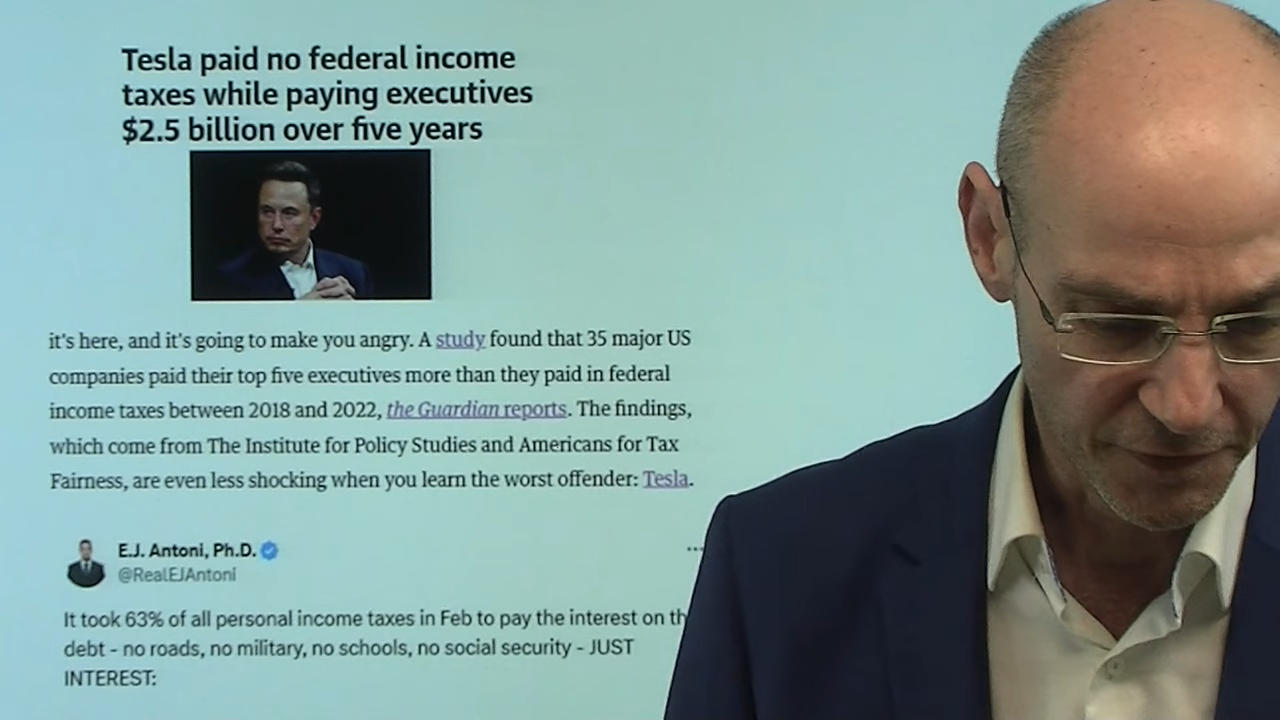 Tesla paid no federal income
taxes while paying executives
$2.5 billion over five years
it's here, and it's going to make you angry. A study found that 35 major US
companies paid their top five executives more than they paid in federal
income taxes between 2018 and 2022, the Guardian reports. The findings,
which come from The Institute for Policy Studies and Americans for Tax
Fairness, are even less shocking when you learn the worst offender: Tesla.
E.J. Antoni, Ph.D.
@RealEJAntoni
It took 63% of all personal income taxes in Feb to pay the interest on th
debt - no roads, no military, no schools, no social security - JUST
INTEREST: